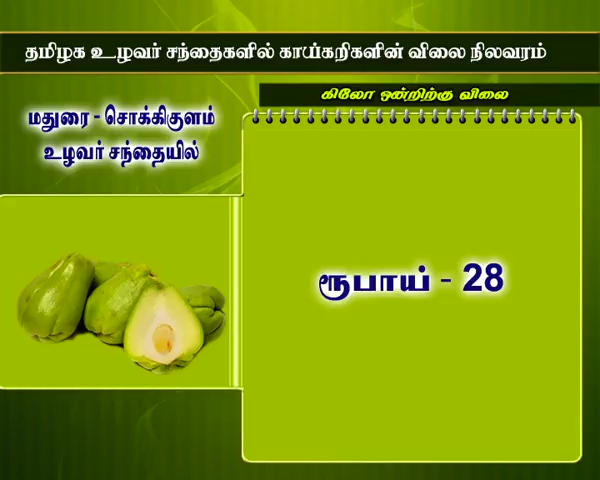 தமிழக உழவர் சந்தைகளில் காய்கறிகளின் விலை நிலவரம்
கிலோ ஒன்றிற்கு விலை
மதுரை - சொக்கிகுளம்
உழவர் சந்தையில்
ரூபாய் - 28